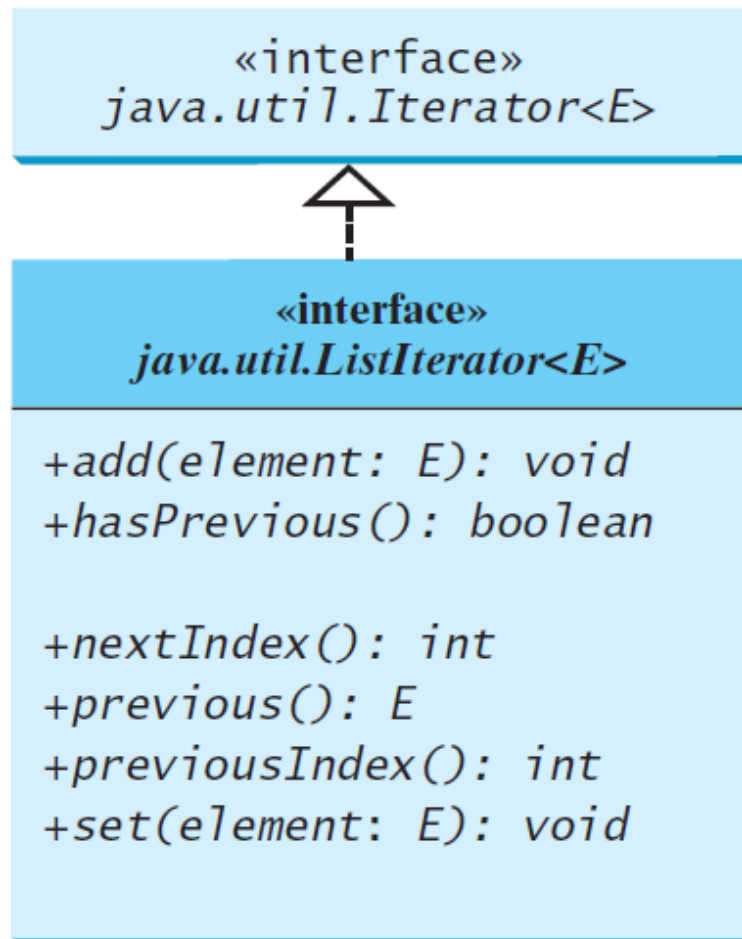 «interface»
java.util.Iterator<E>
«interface»
java.util.ListIterator<E>
+add(element: E): void
+hasPrevious(): boolean
+nextIndex(): int
+previous(): E
+previousIndex(): int
+set(element: E): void